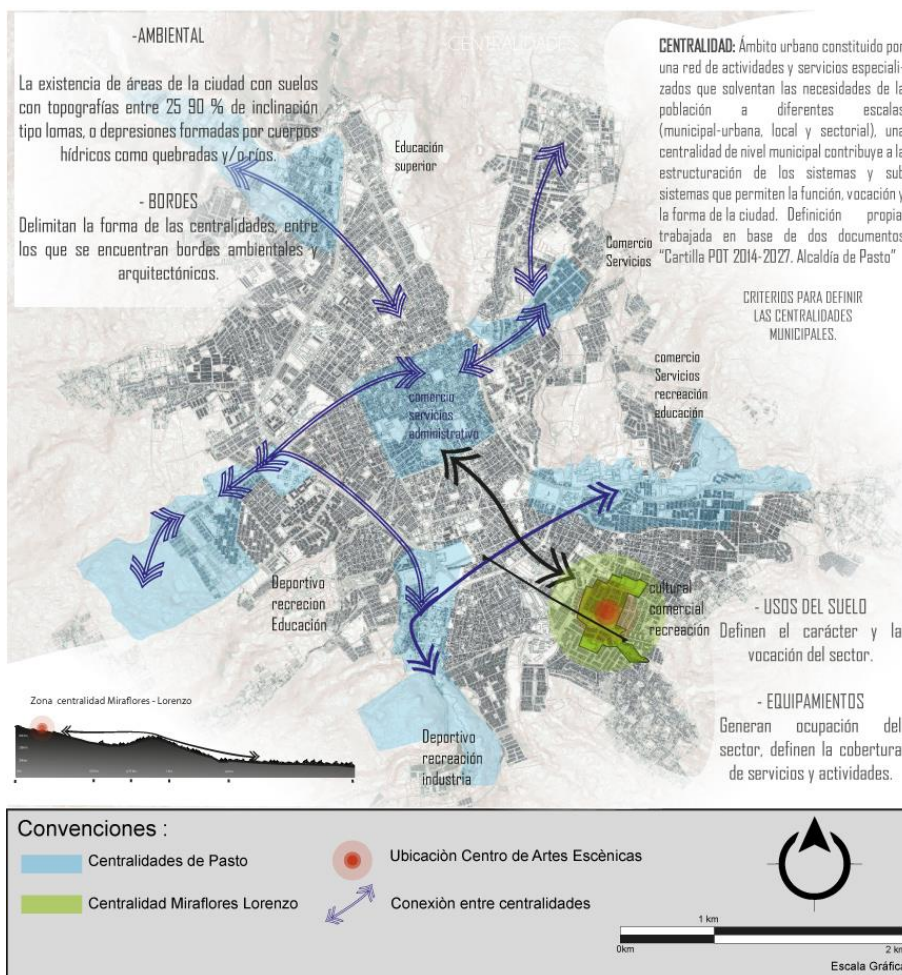 -AMBIENTAL
La existencia de áreas de la ciudad con suelos
con topografías entre 25 90 % de inclinación
tipo lomas, o depresiones formadas por cuerpos
hídricos como quebradas y/o ríos.
- BORDES
Delimitan la forma de las centralidades, entre
los que se encuentran bordes ambientales y
arquitectónicos.
CENTRALIDAD: Ámbito urbano constituido por
una red de actividades y servicios especiali-
zados que solventan las necesidades de la
población a diferentes escalas
(municipal-urbana, local y sectorial), una
centralidad de nivel municipal contribuye a la
estructuración de los sistemas y sub
sistemas que permiten la función, vocación y
la forma de la ciudad. Definición propia
trabajada en base de dos documentos
"Cartilla POT 2014-2027. Alcaldía de Pasto"
CRITERIOS PARA DEFINIR
LAS CENTRALIDADES
MUNICIPALES.
Educación
superior
Comercio
Servicios
comercio
Servicios
recreación
educación
comercio
servicios
administrativo
Deportivo
recrecion
Educación
cultural
comercial
recreación
Deportivo
recreación
industria
- USOS DEL SUELO
Definen el carácter y la
vocación del sector.
- EQUIPAMIENTOS
Generan ocupación del
sector, definen la cobertura
de servicios y actividades.
Zona centralidad Miraflores - Lorenzo
Convenciones :
Centralidades de Pasto
Ubicaciòn Centro de Artes Escènicas
Centralidad Miraflores Lorenzo
Conexiòn entre centralidades
1 km
0km
2 km
Escala Gráfica